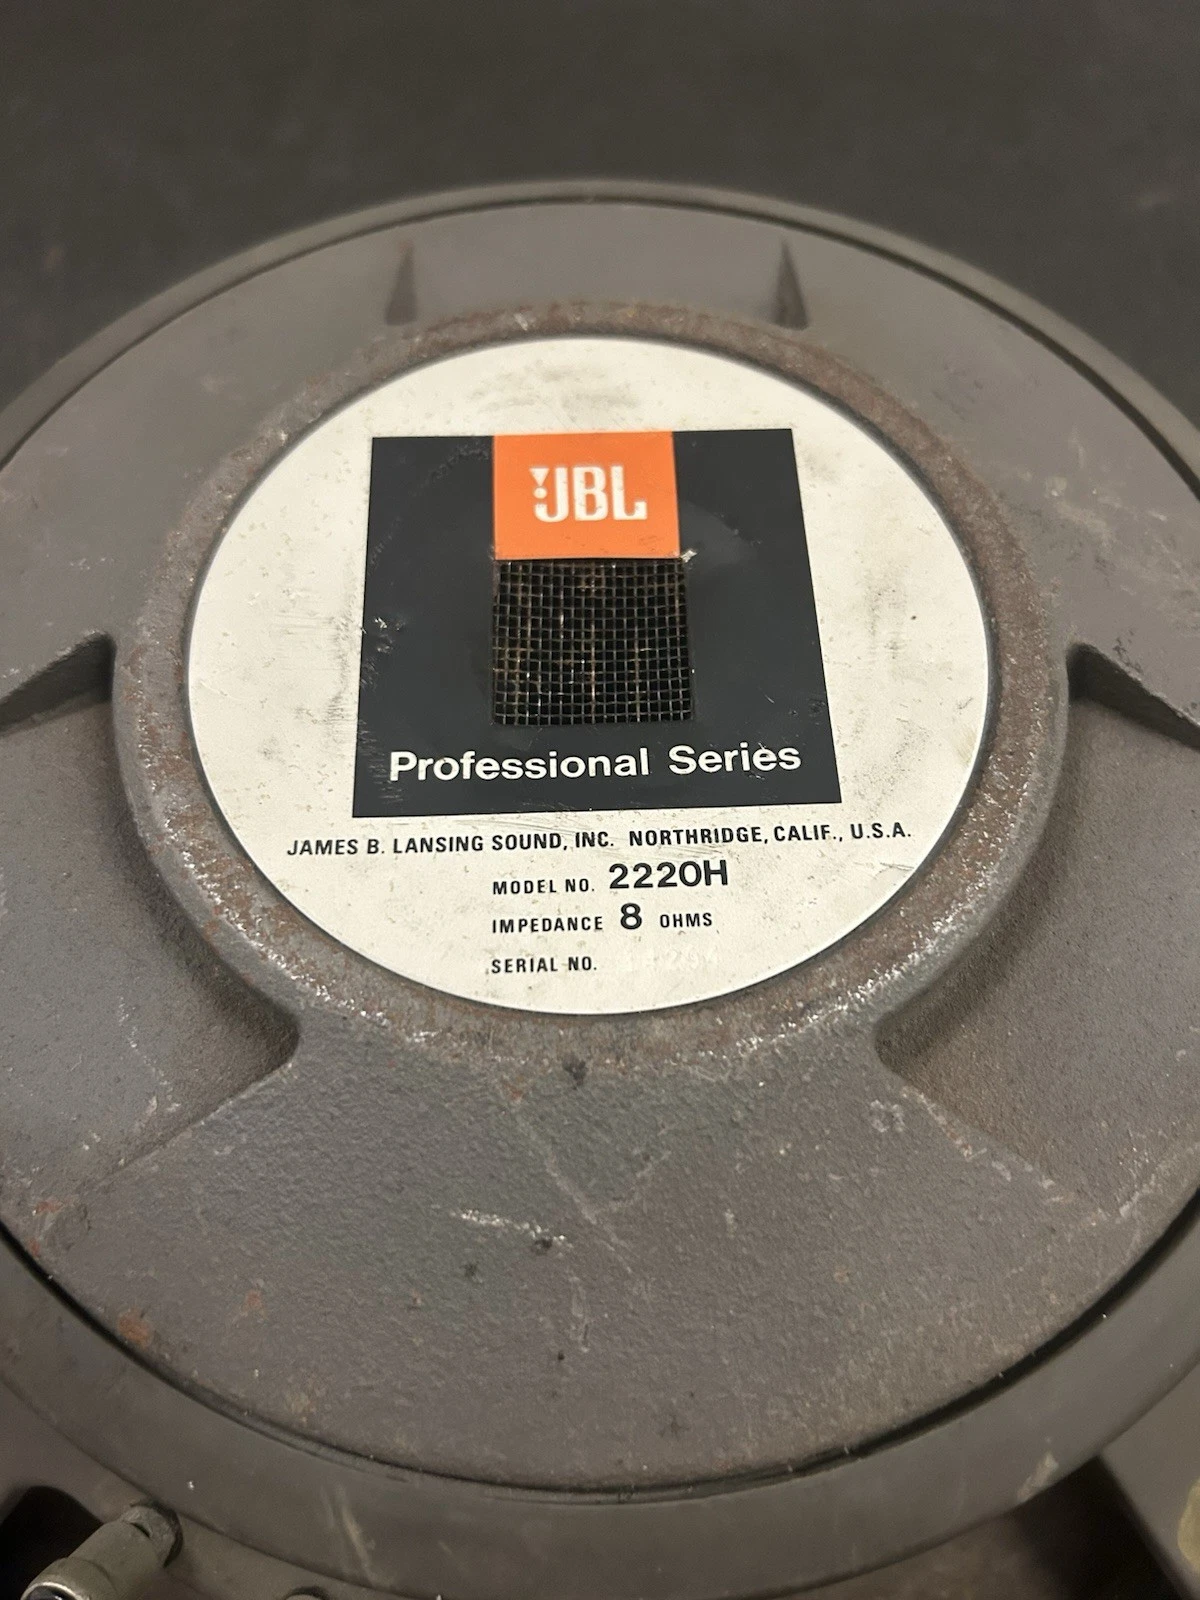 JBL
Professional Series
JAMES B. LANSING SOUND, INC. NORTHRIDGE, CALIF., U.S.A.
MODEL NO. 2220H
IMPEDANCE 8 OHMS
SERIAL NO.